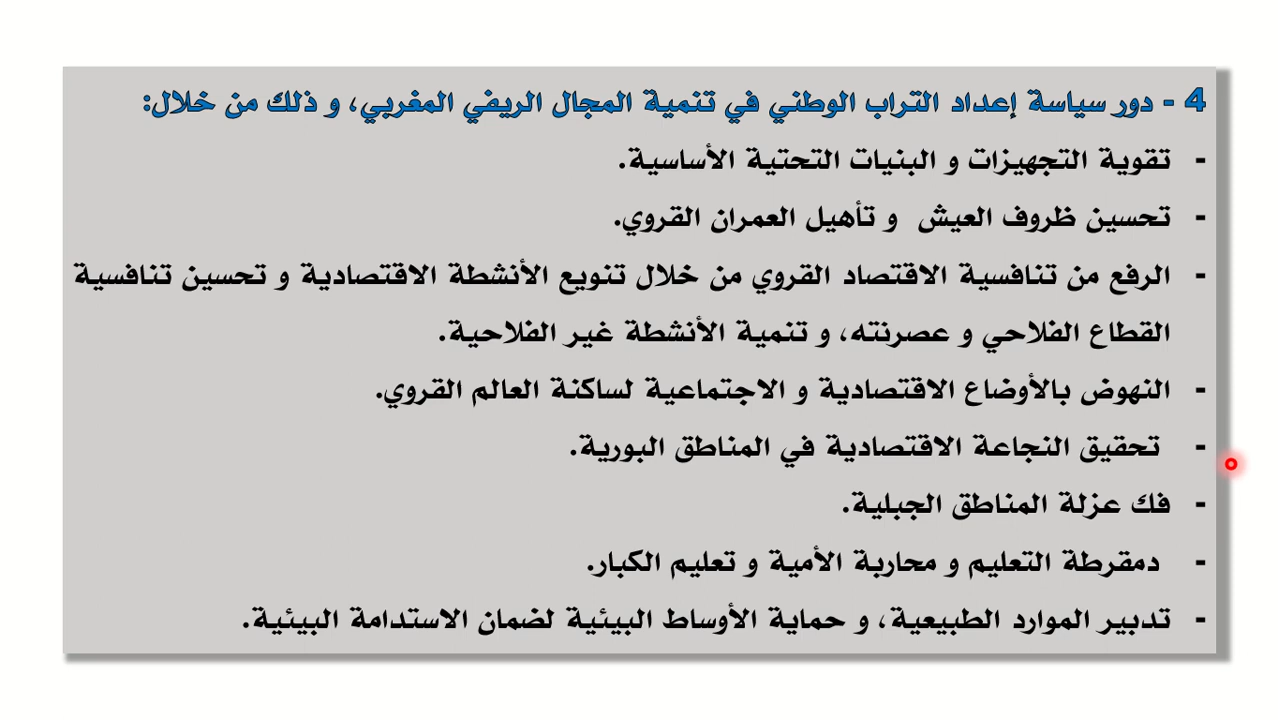 4 - دور سياسة إعداد التراب الوطني في تنمية المجال الريفي المغربي، و ذلك من خلال:
- تقوية التجهيزات و البنيات التحتية الأساسية.
- تحسين ظروف العيش و تأهيل العمران القروي.
- الرفع من تنافسية الاقتصاد القروي من خلال تنويع الأنشطة الاقتصادية و تحسين تنافسية
القطاع الفلاحي و عصرنته، و تنمية الأنشطة غير الفلاحية.
- النهوض بالأوضاع الاقتصادية و الاجتماعية لساكنة العالم القروي.
- تحقيق النجاعة الاقتصادية في المناطق البورية.
- فك عزلة المناطق الجبلية.
- دمقرطة التعليم و محاربة الأمية و تعليم الكبار.
- تدبير الموارد الطبيعية، و حماية الأوساط البيئية لضمان الاستدامة البيئية.